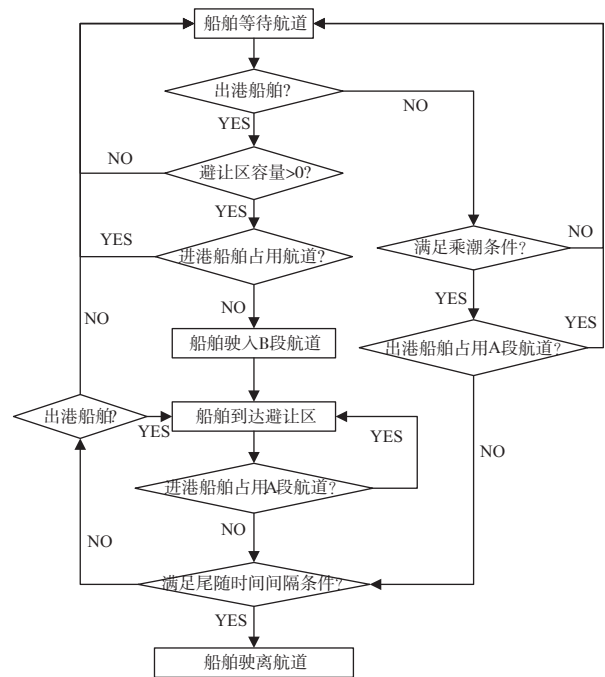 船舶等待航道
出港船舶?
NO
YES
NO
避让区容量>0?
YES
YES
进港船舶占用航道?
满足乘潮条件?
NO
NO
YES
YES
船舶驶入B段航道
出港船舶占用A段航道?
NO
出港船舶?
YES
船舶到达避让区
YES
NO
进港船舶占用A段航道?
NO
NO
满足尾随时间间隔条件?
YES
船舶驶离航道